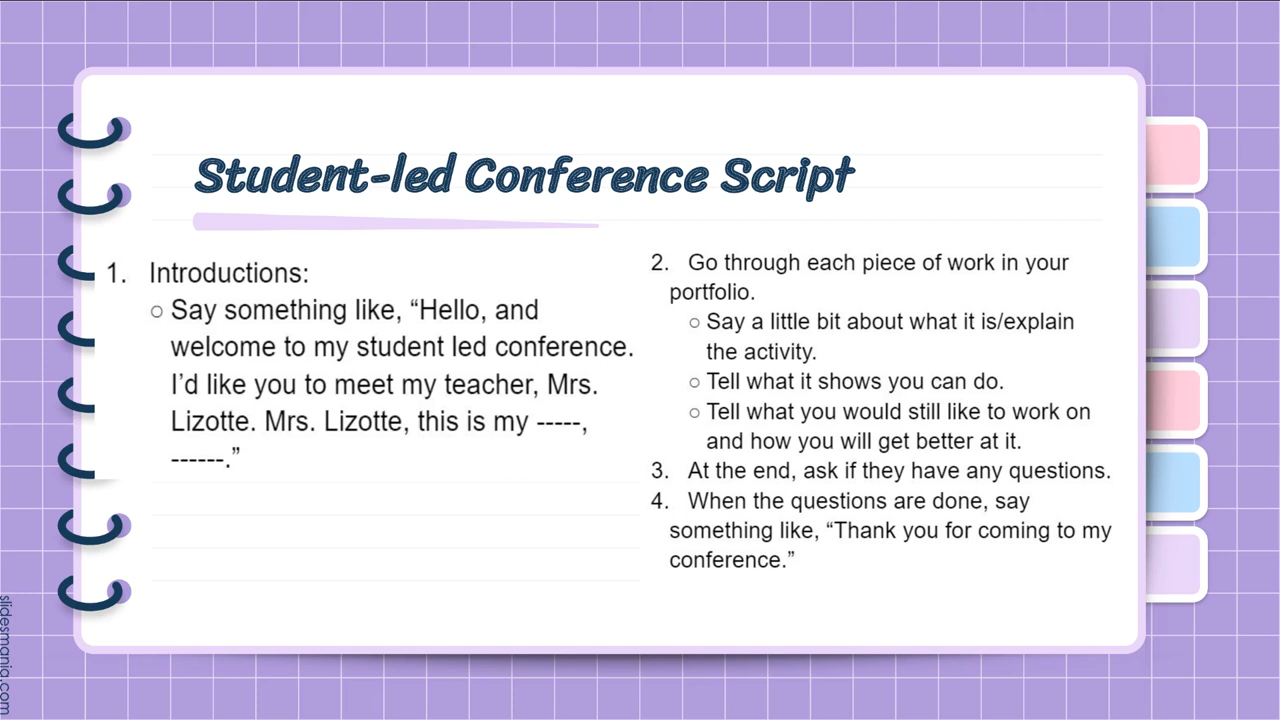 Student-led Conference Script
1. Introductions:
○ Say something like, “Hello, and
welcome to my student led conference.
I’d like you to meet my teacher, Mrs.
Lizotte. Mrs. Lizotte, this is my -----,
------.”
2. Go through each piece of work in your
portfolio.
○ Say a little bit about what it is/explain
the activity.
○ Tell what it shows you can do.
○ Tell what you would still like to work on
and how you will get better at it.
3. At the end, ask if they have any questions.
4. When the questions are done, say
something like, “Thank you for coming to my
conference.”
slidesmania.com